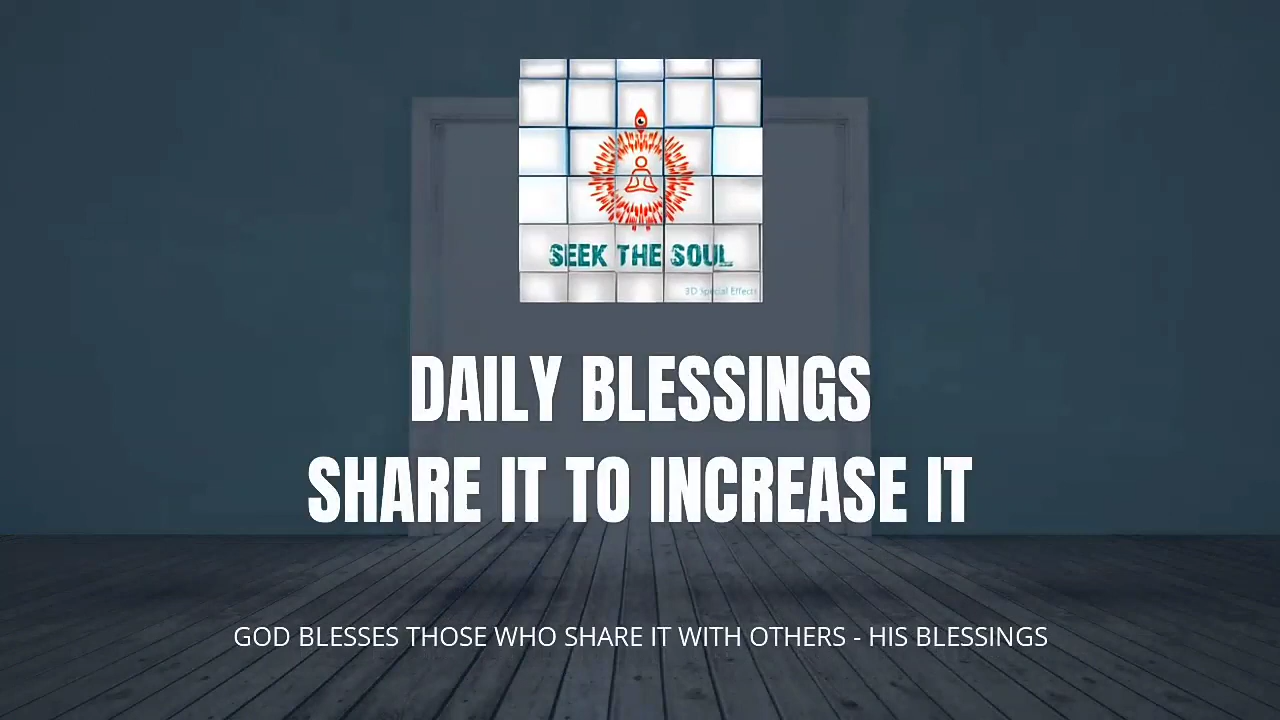 SEEK THE SOUL
3D Special Effects
DAILY BLESSINGS
SHARE IT TO INCREASE IT
GOD BLESSES THOSE WHO SHARE IT WITH OTHERS - HIS BLESSINGS